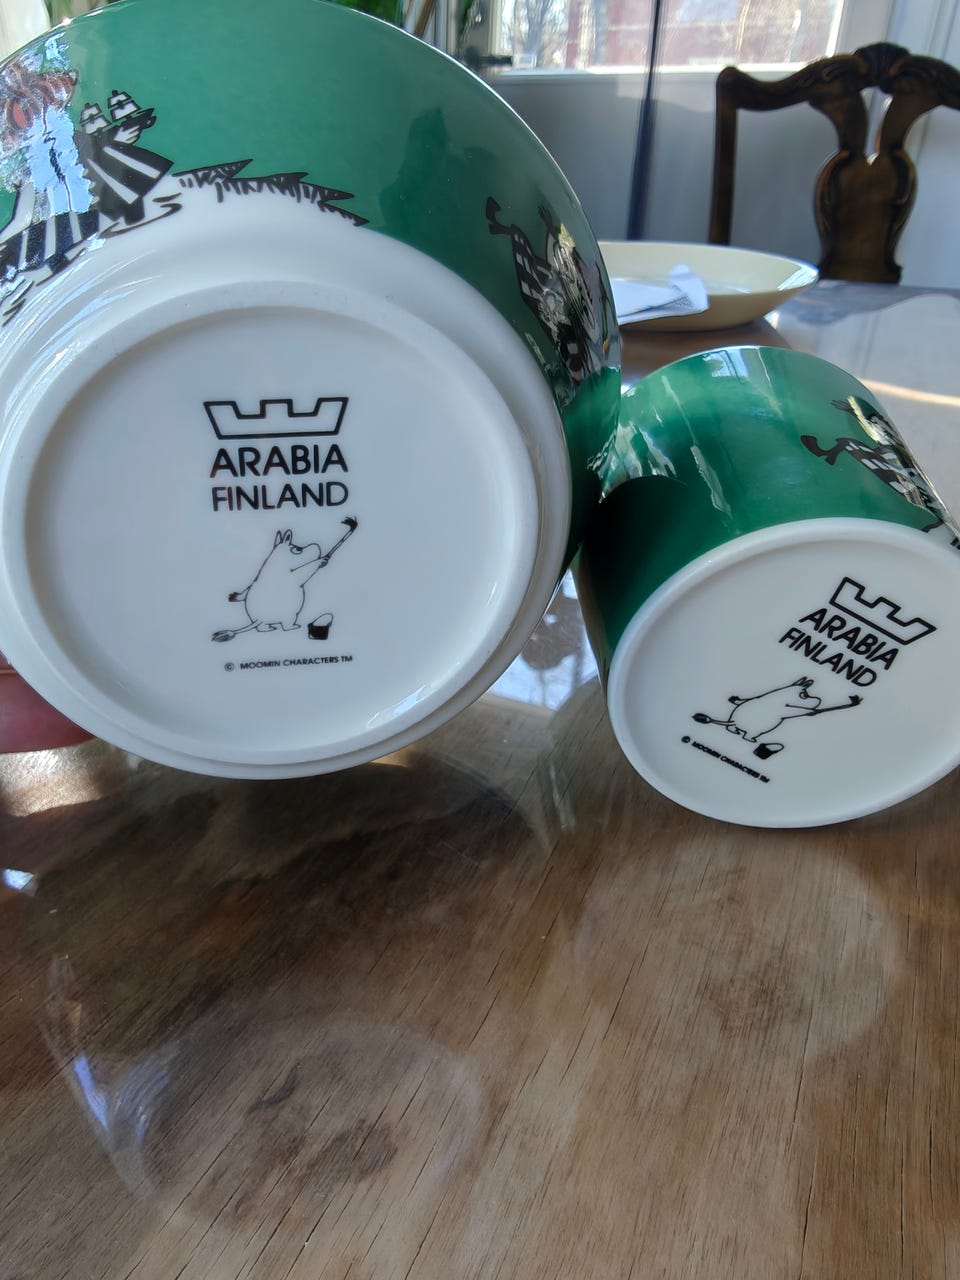 ARABIA
FINLAND
© MOOMIN CHARACTERS TM
ARABIA
FINLAND
© MOOMIN CHARACTERS TM